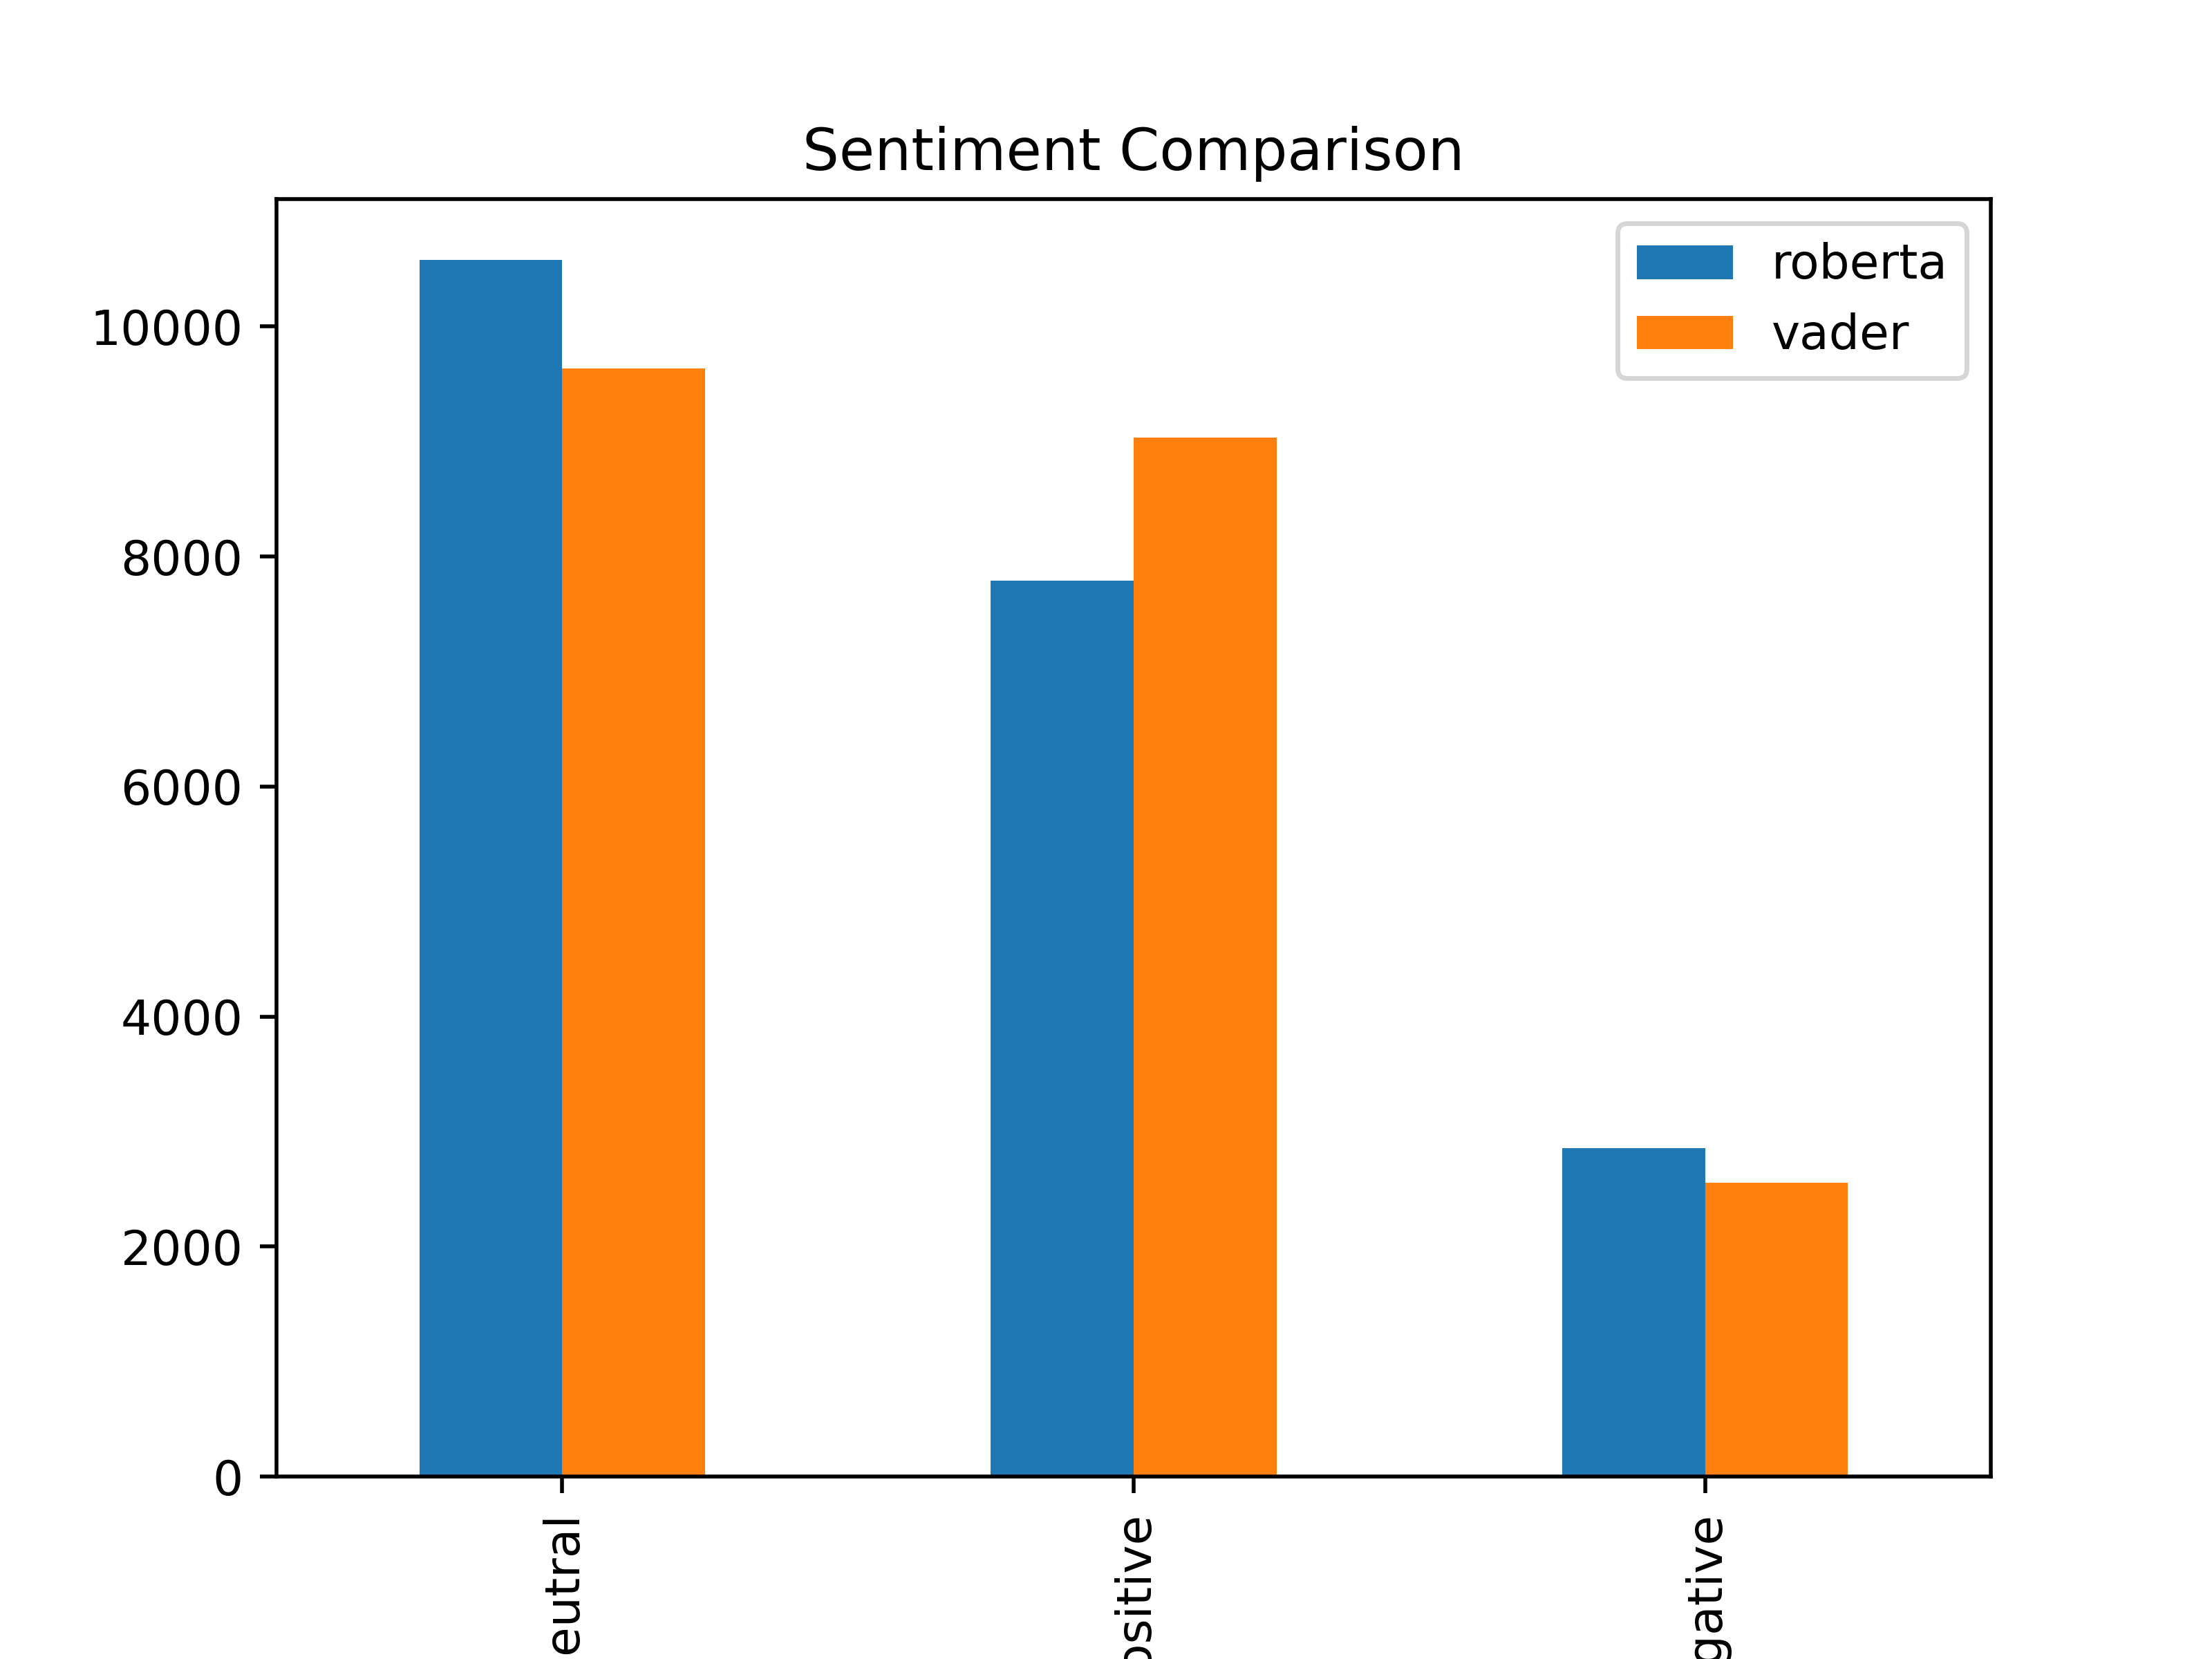 Sentiment Comparison
roberta
vader
10000
8000
6000
4000
2000
0
eutral
ositive
gative